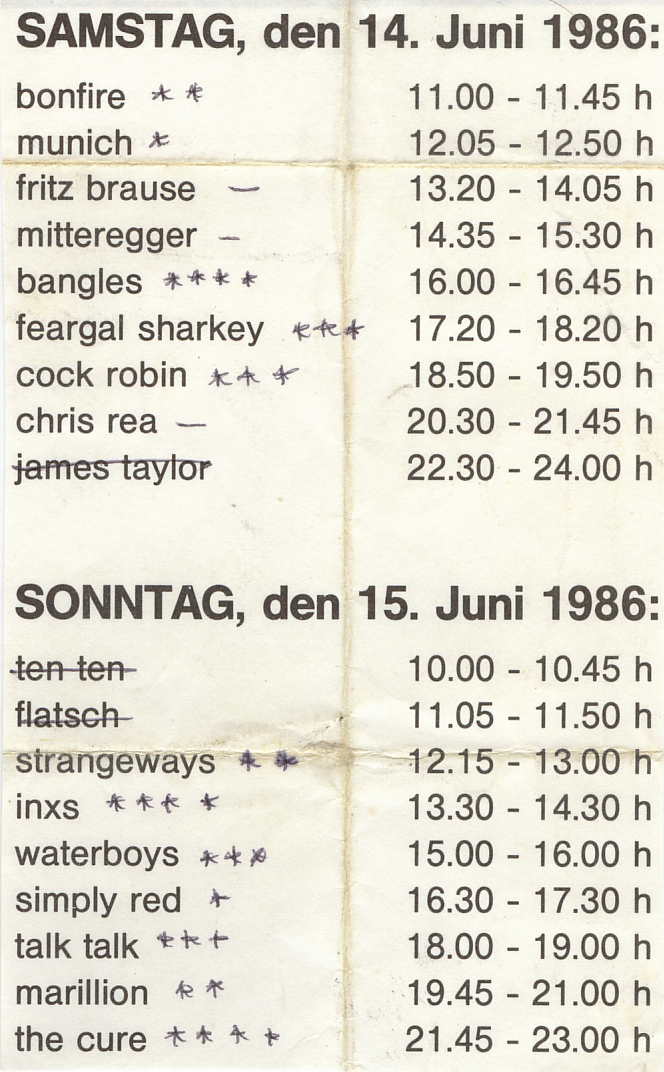 SAMSTAG, den 14. Juni 1986:
bonfire ** 11.00 - 11.45 h
munich * 12.05 - 12.50 h
fritz brause — 13.20 - 14.05 h
mitteregger – 14.35 - 15.30 h
bangles **** 16.00 - 16.45 h
feargal sharkey *** 17.20 - 18.20 h
cock robin *** 18.50 - 19.50 h
chris rea — 20.30 - 21.45 h
james taylor 22.30 - 24.00 h
SONNTAG, den 15. Juni 1986:
ten ten 10.00 - 10.45 h
flatsch 11.05 - 11.50 h
strangeways ** 12.15 - 13.00 h
inxs **** 13.30 - 14.30 h
waterboys *** 15.00 - 16.00 h
simply red * 16.30 - 17.30 h
talk talk *** 18.00 - 19.00 h
marillion ** 19.45 - 21.00 h
the cure **** 21.45 - 23.00 h